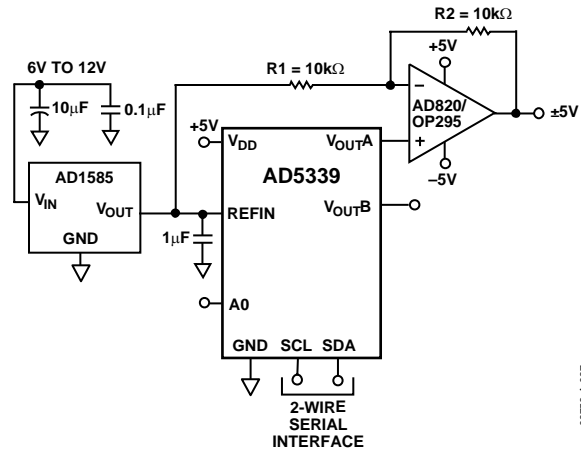 R2 = 10kΩ
+5V
6V TO 12V
R1 = 10kΩ
−
AD820/
OP295
±5V
10μF
0.1μF
+5V
VDD
VOUTA
+
−5V
AD1585
AD5339
VIN
VOUT
REFIN
VOUTB
GND
1μF
A0
GND
SCL
SDA
2-WIRE
SERIAL
INTERFACE